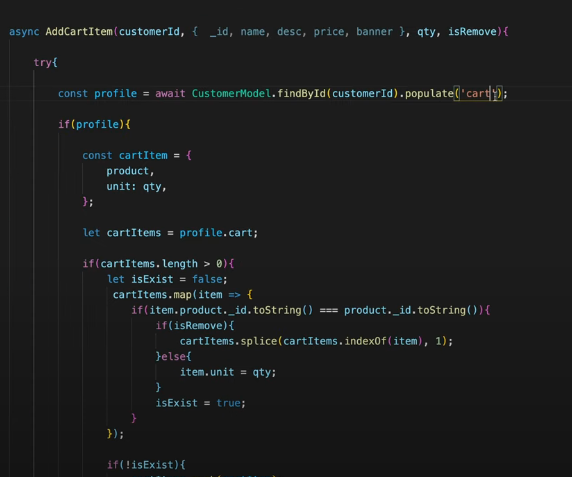 async AddCartItem(customerId, { _id, name, desc, price, banner }, qty, isRemove){
try{
const profile = await CustomerModel.findById(customerId).populate('cart');
if(profile){
const cartItem = {
product,
unit: qty,
};
let cartItems = profile.cart;
if(cartItems.length > 0){
let isExist = false;
cartItems.map(item => {
if(item.product._id.toString() === product._id.toString()){
if(isRemove){
cartItems.splice(cartItems.indexOf(item), 1);
}else{
item.unit = qty;
}
isExist = true;
}
});
if(!isExist){